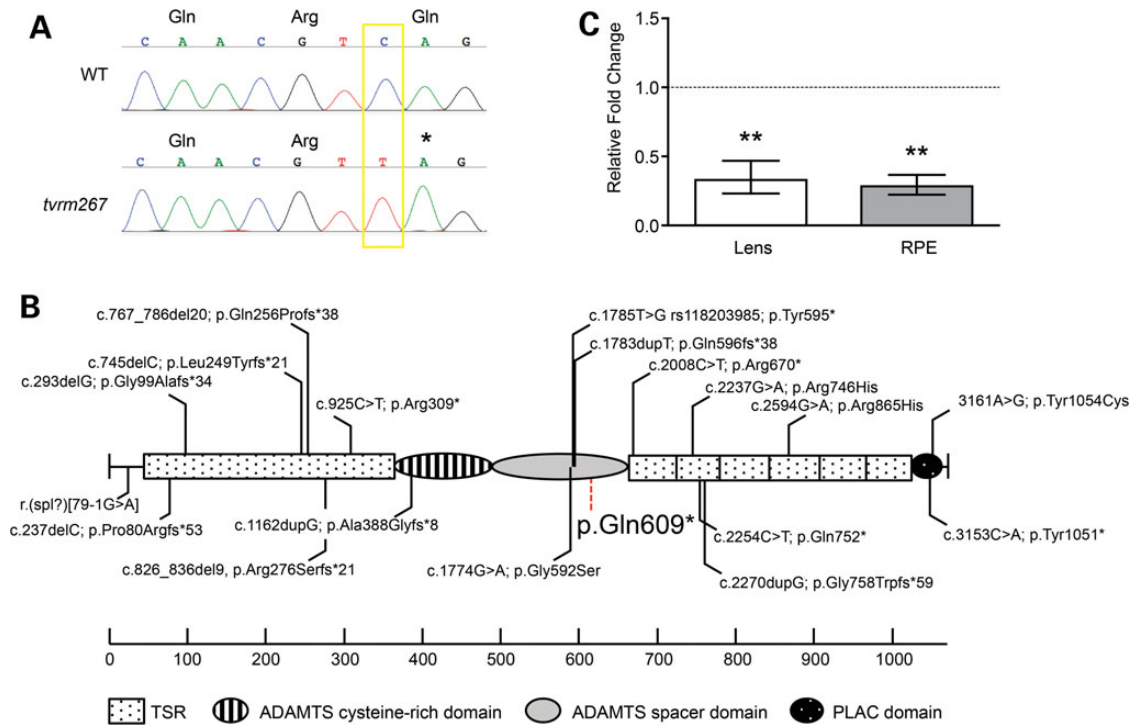 A
Gln Arg Gln
C A A C G T C A G
WT
Gln Arg *
C A A C G T T A G
tvrm267
C
Relative Fold Change
1.5
1.0
0.5
0.0
** **
Lens RPE
B
c.767_786del20; p.Gln256Profs*38
c.745delC; p.Leu249Tyrfs*21
c.293delG; p.Gly99Alafs*34
c.925C>T; p.Arg309*
c.1785T>G rs118203985; p.Tyr595*
c.1783dupT; p.Gln596fs*38
c.2008C>T; p.Arg670*
c.2237G>A; p.Arg746His
c.2594G>A; p.Arg865His
3161A>G; p.Tyr1054Cys
r.(spl?)[79-1G>A]
c.237delC; p.Pro80Argfs*53
c.1162dupG; p.Ala388Glyfs*8
c.826_836del9, p.Arg276Serfs*21
p.Gln609*
c.1774G>A; p.Gly592Ser
c.2254C>T; p.Gln752*
c.2270dupG; p.Gly758Trpfs*59
c.3153C>A; p.Tyr1051*
0 100 200 300 400 500 600 700 800 900 1000
TSR ADAMTS cysteine-rich domain ADAMTS spacer domain PLAC domain